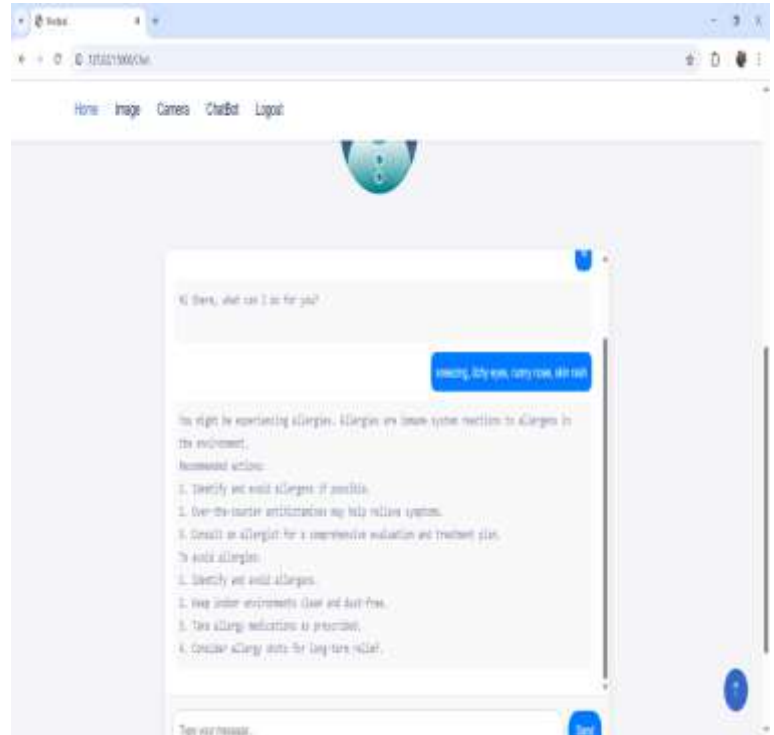 Home Image Camera ChatBot Logout
Hi there, what can I do for you?
sneezing, itchy eyes, runny nose, skin rash
You might be experiencing allergies. Allergies are immune system reactions to allergens in
the environment.
Recommended actions:
1. Identify and avoid allergens if possible.
2. Over-the-counter antihistamines may help relieve symptoms.
3. Consult an allergist for a comprehensive evaluation and treatment plan.
To avoid allergies:
1. Identify and avoid allergens.
2. Keep indoor environments clean and dust-free.
3. Take allergy medications as prescribed.
4. Consider allergy shots for long-term relief.
Type your message.
Send